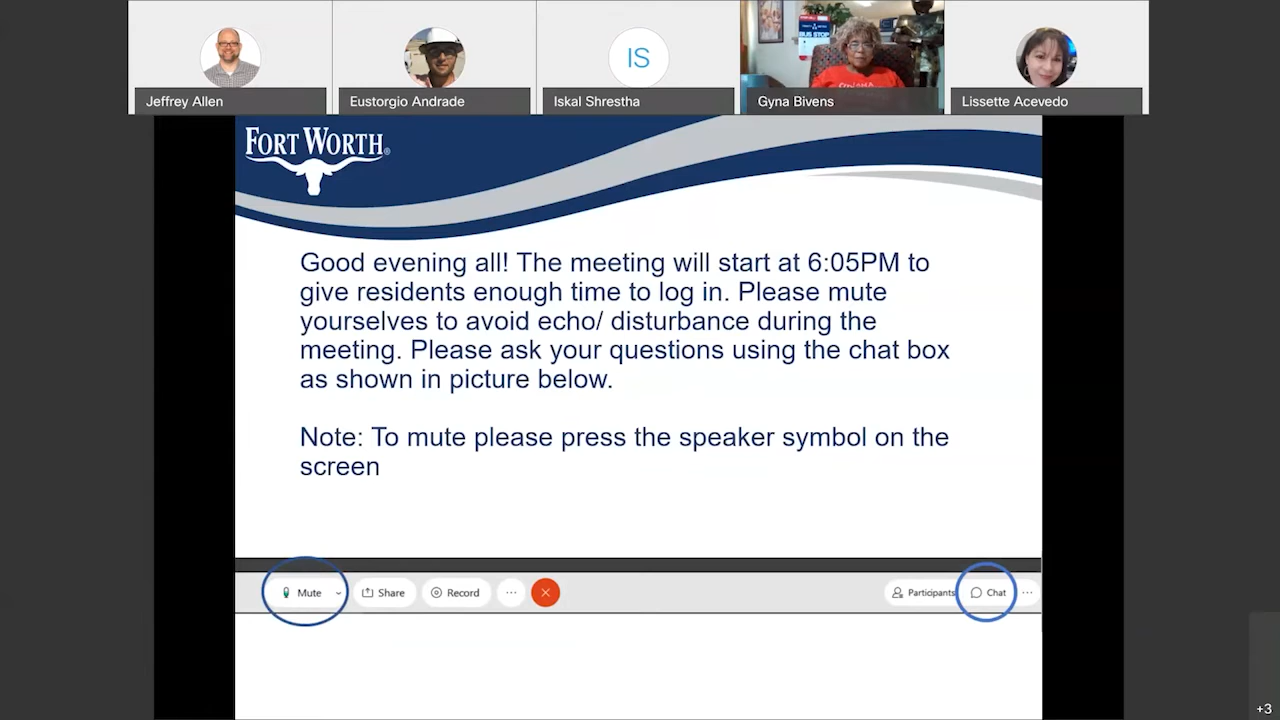 IS
BUS STOP
Jeffrey Allen
Eustorgio Andrade
Iskal Shrestha
Gyna Bivens
Lissette Acevedo
FORT WORTH®
Good evening all! The meeting will start at 6:05PM to
give residents enough time to log in. Please mute
yourselves to avoid echo/ disturbance during the
meeting. Please ask your questions using the chat box
as shown in picture below.
Note: To mute please press the speaker symbol on the
screen
Mute
Share
Record
Participants
Chat
+3